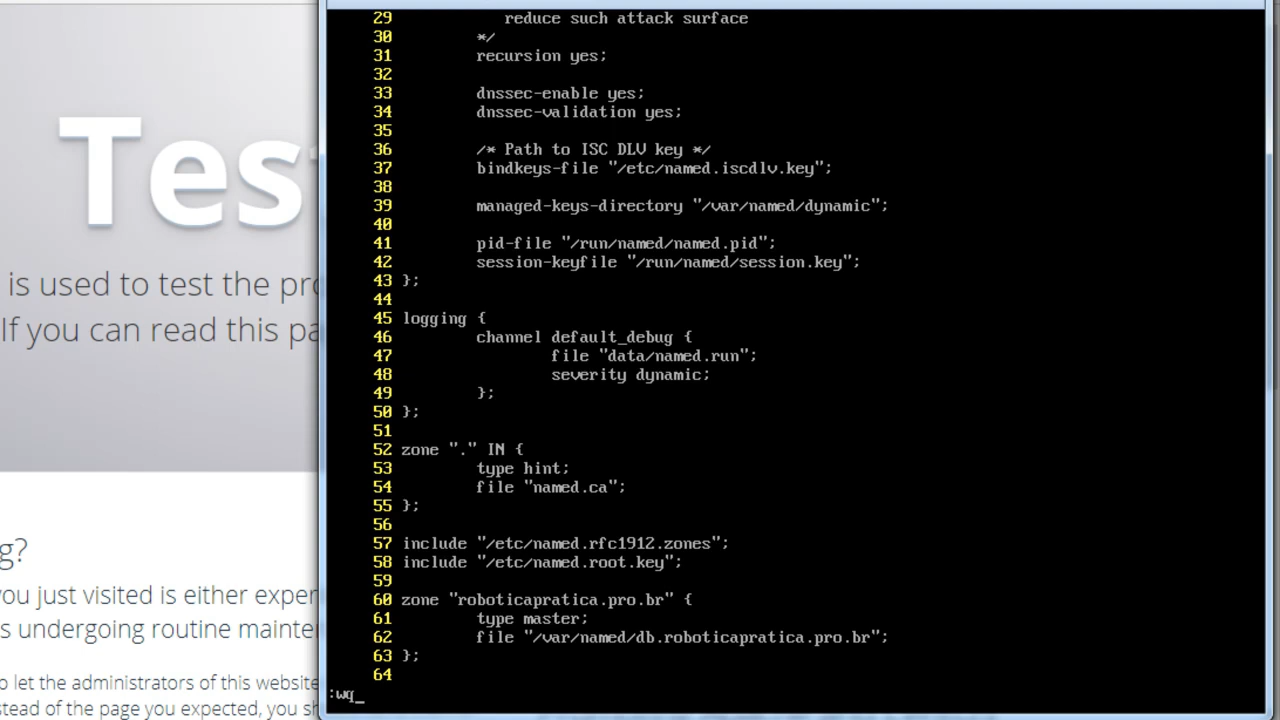 Tes
is used to test the pro
If you can read this pa
g?
you just visited is either exper
s undergoing routine mainte
o let the administrators of this website
stead of the page you expected, you sh
29 reduce such attack surface
30 */
31 recursion yes;
32
33 dnssec-enable yes;
34 dnssec-validation yes;
35
36 /* Path to ISC DLV key */
37 bindkeys-file "/etc/named.iscdlv.key";
38
39 managed-keys-directory "/var/named/dynamic";
40
41 pid-file "/run/named/named.pid";
42 session-keyfile "/run/named/session.key";
43 };
44
45 logging {
46 channel default_debug {
47 file "data/named.run";
48 severity dynamic;
49 };
50 };
51
52 zone "." IN {
53 type hint;
54 file "named.ca";
55 };
56
57 include "/etc/named.rfc1912.zones";
58 include "/etc/named.root.key";
59
60 zone "roboticapratica.pro.br" {
61 type master;
62 file "/var/named/db.roboticapratica.pro.br";
63 };
64
:wq_